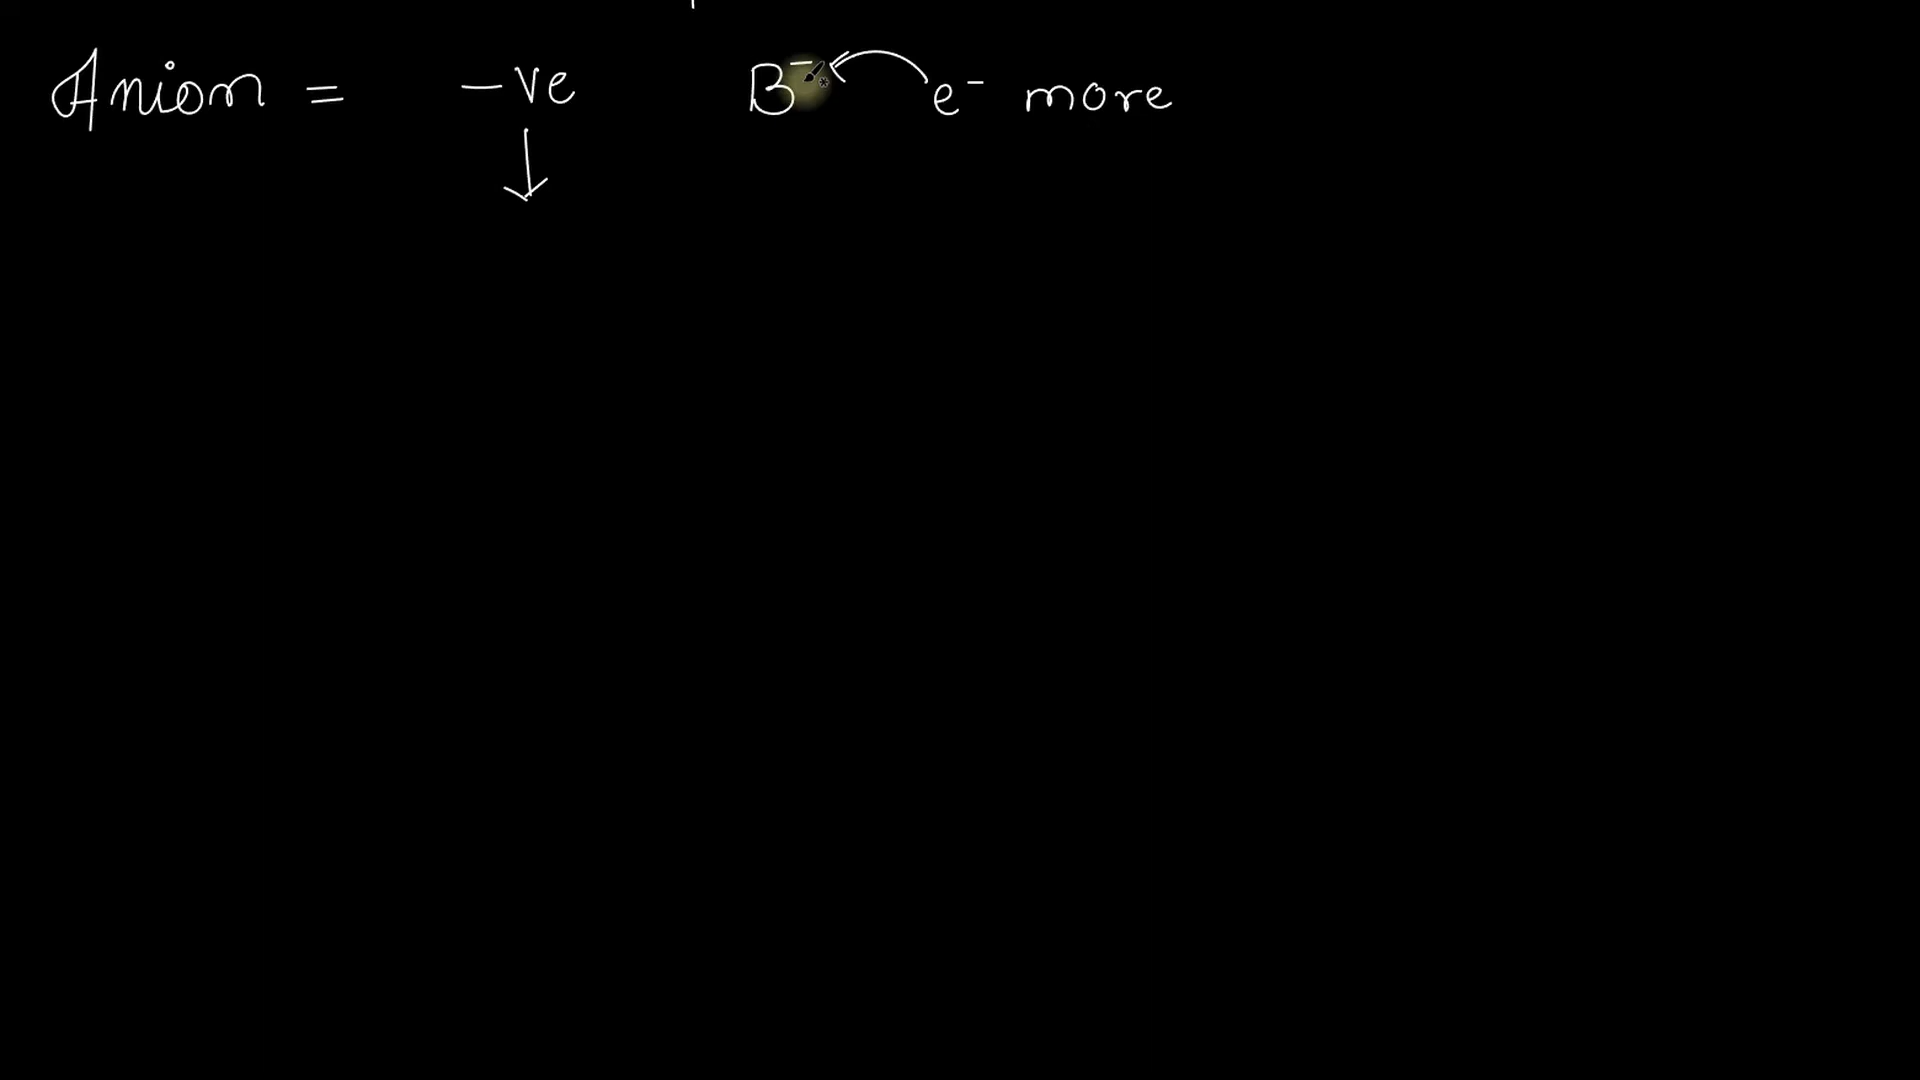 Anion = -ve B⁻ e⁻ more